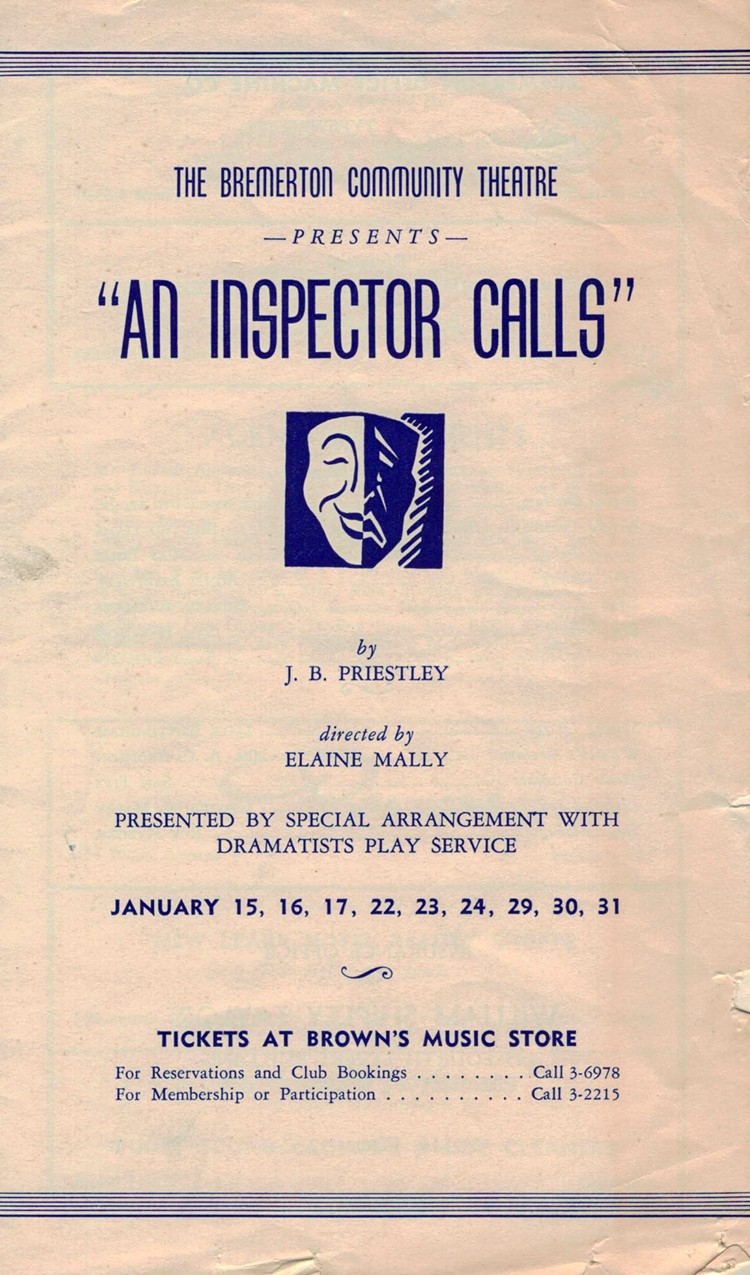 THE BREMERTON COMMUNITY THEATRE
—PRESENTS—
"AN INSPECTOR CALLS"
by
J. B. PRIESTLEY
directed by
ELAINE MALLY
PRESENTED BY SPECIAL ARRANGEMENT WITH
DRAMATISTS PLAY SERVICE
JANUARY 15, 16, 17, 22, 23, 24, 29, 30, 31
TICKETS AT BROWN'S MUSIC STORE
For Reservations and Club Bookings . . . . . . . . Call 3-6978
For Membership or Participation . . . . . . . . . . Call 3-2215